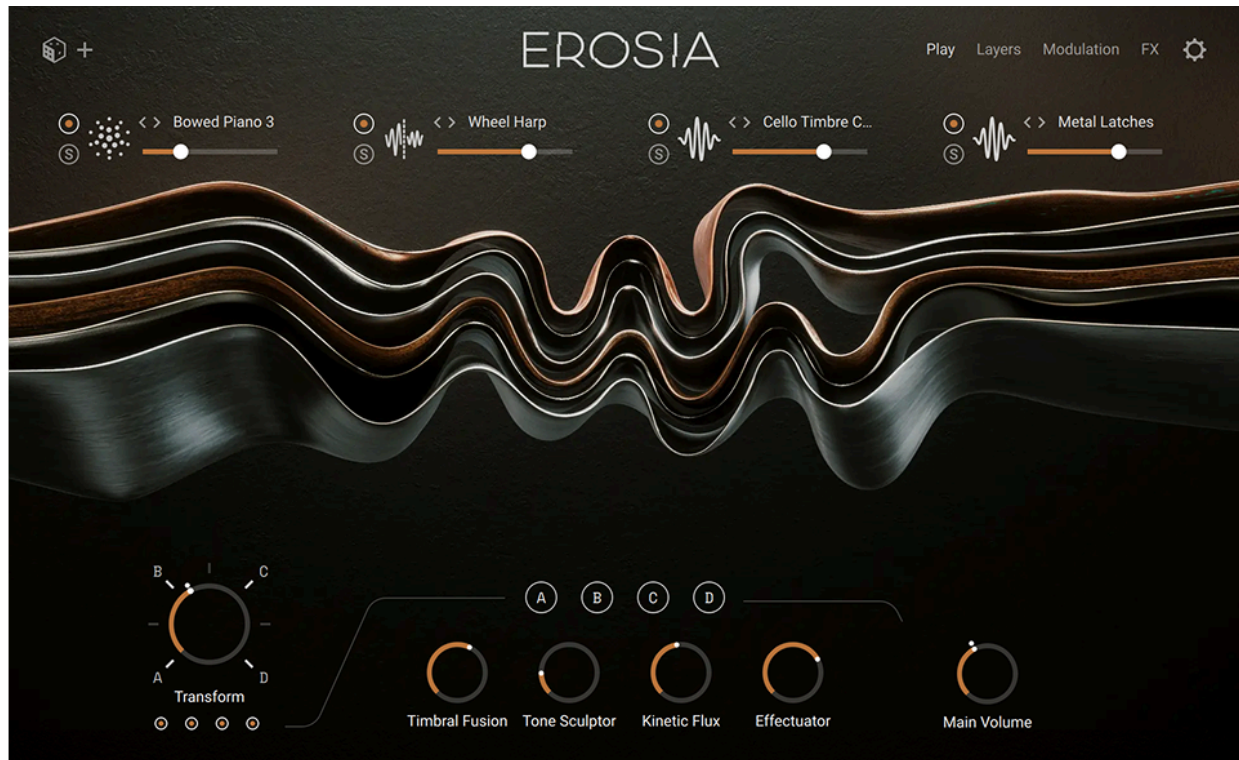 EROSIA
Play Layers Modulation FX
S Bowed Piano 3
S Wheel Harp
S Cello Timbre C...
S Metal Latches
B C
A D
Transform
A B C D
Timbral Fusion Tone Sculptor Kinetic Flux Effectuator Main Volume